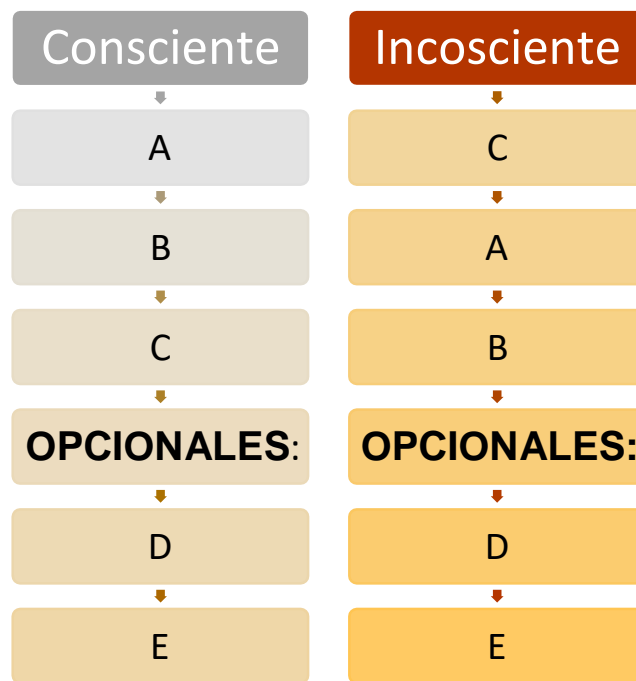 Consciente
A
B
C
OPCIONALES:
D
E
Incosciente
C
A
B
OPCIONALES:
D
E